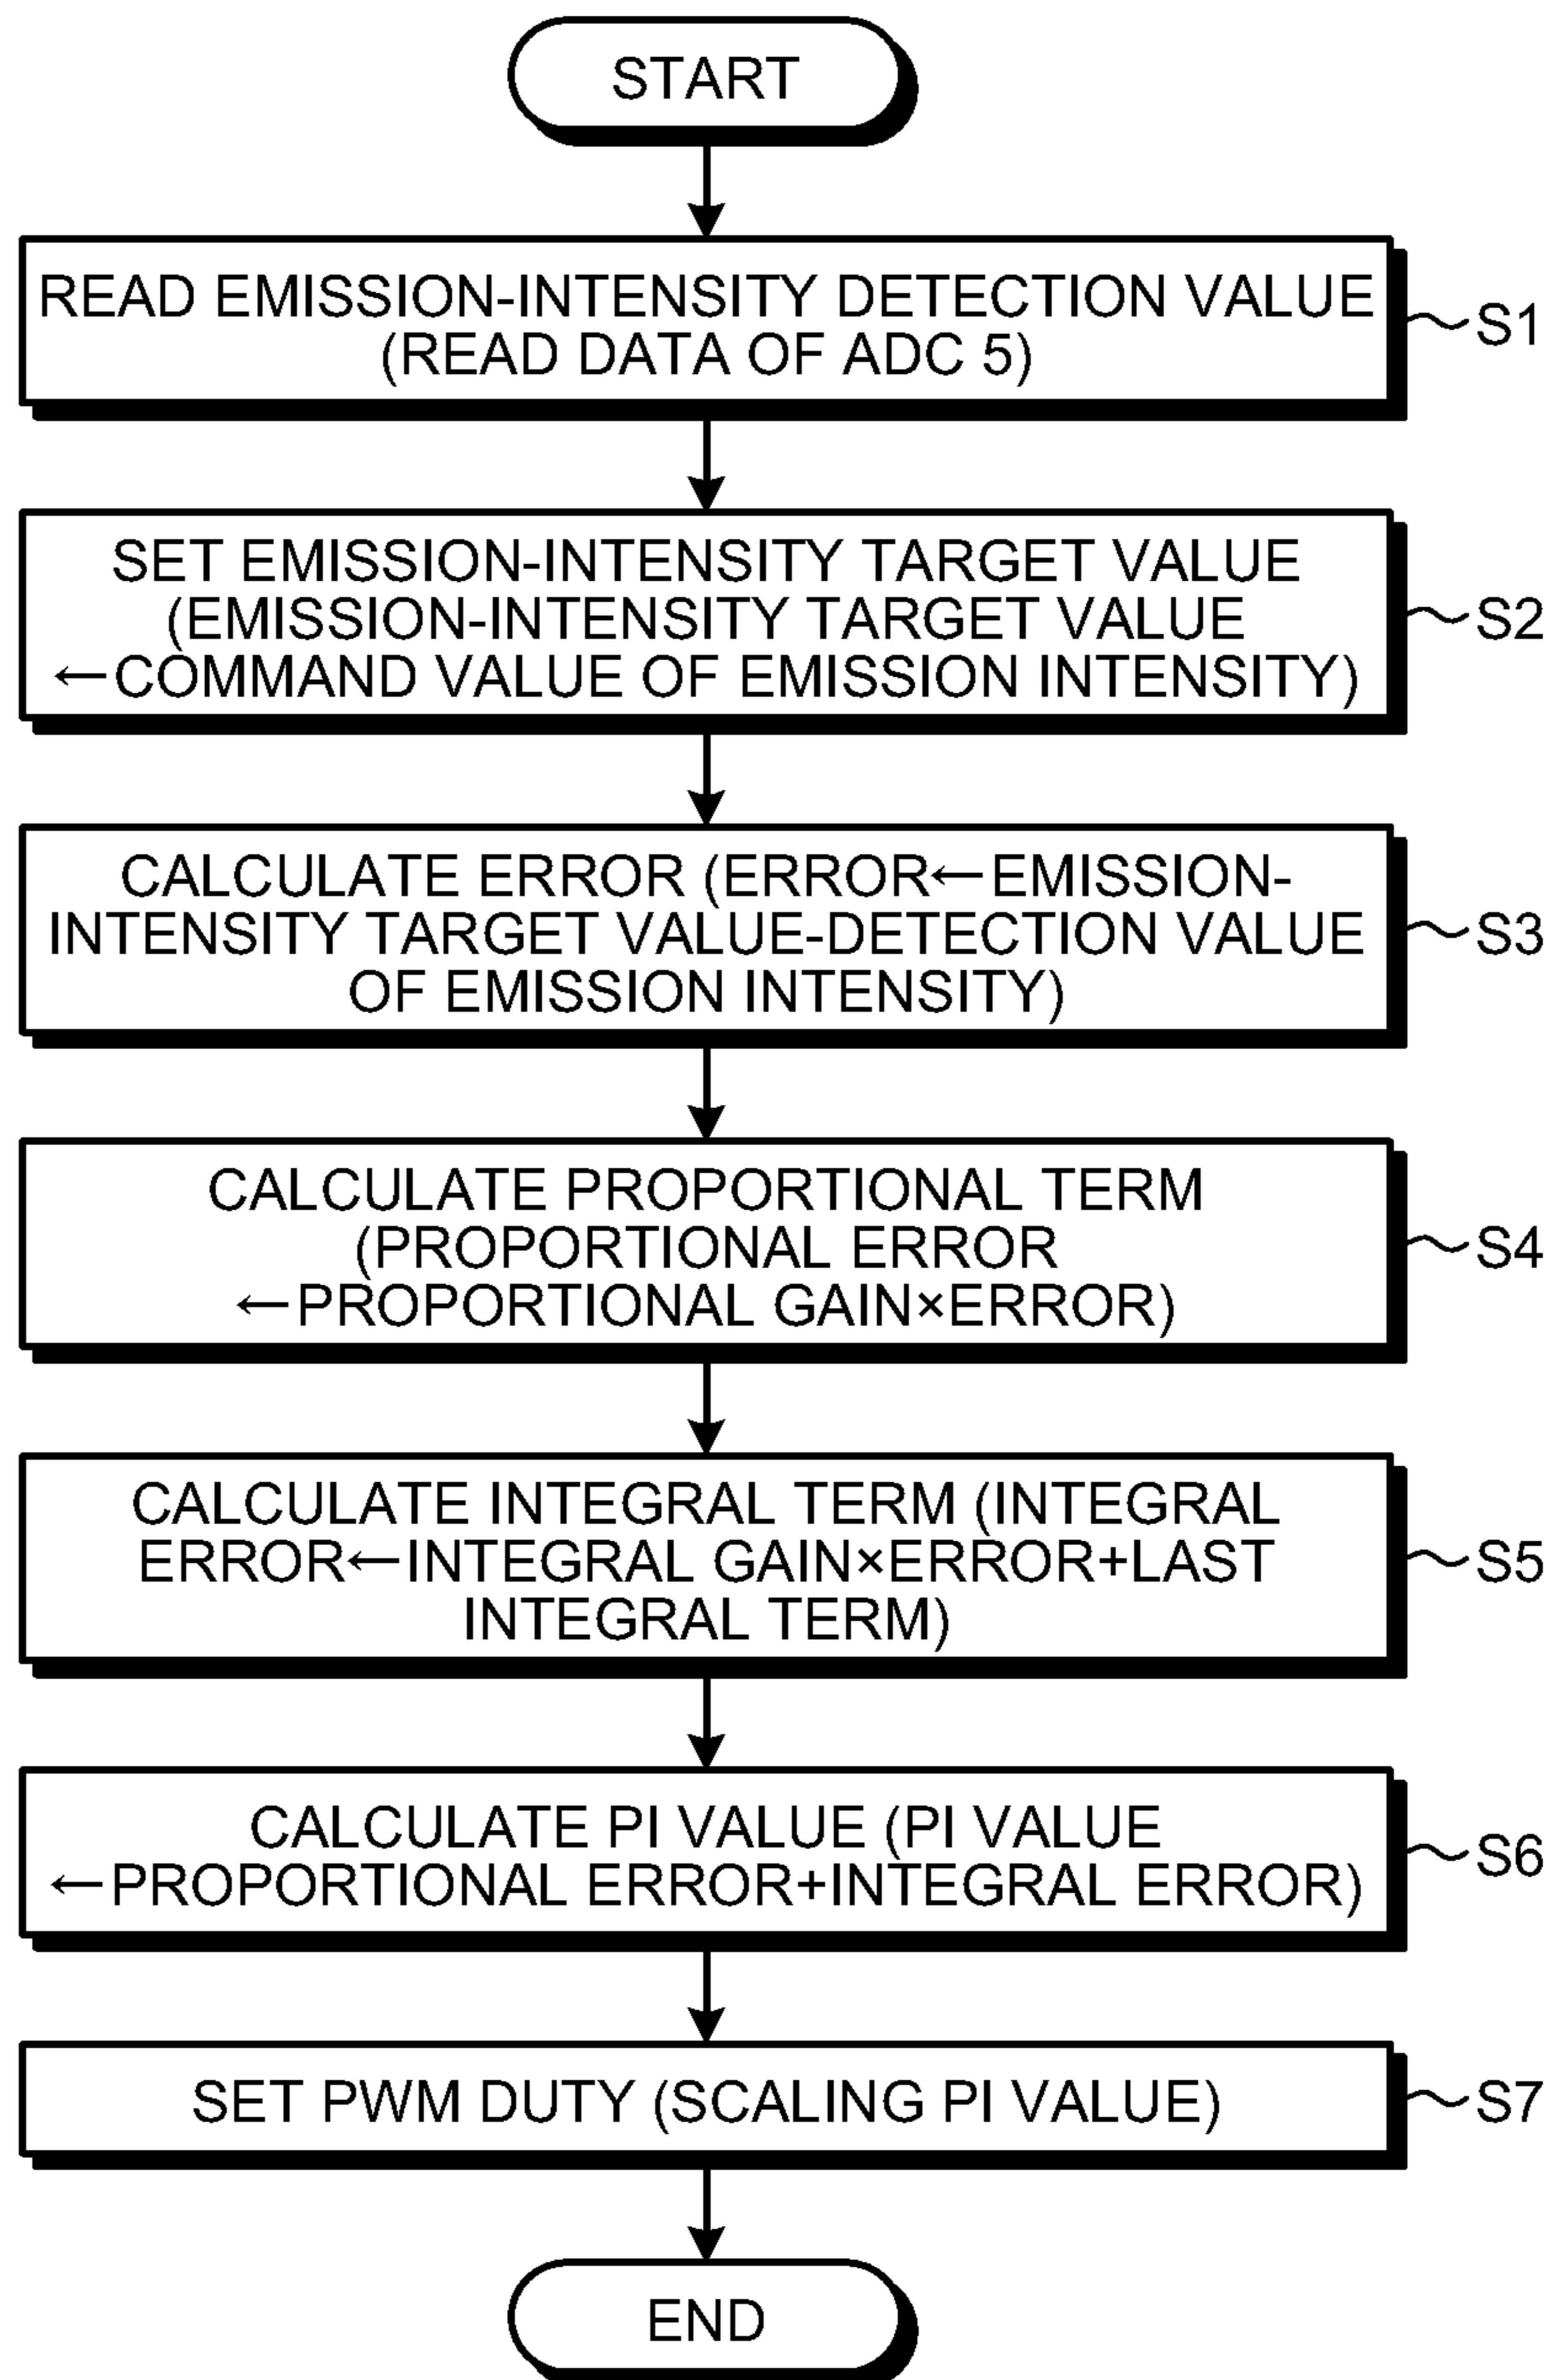 START
READ EMISSION-INTENSITY DETECTION VALUE
(READ DATA OF ADC 5)
S1
SET EMISSION-INTENSITY TARGET VALUE
(EMISSION-INTENSITY TARGET VALUE
←COMMAND VALUE OF EMISSION INTENSITY)
S2
CALCULATE ERROR (ERROR←EMISSION-
INTENSITY TARGET VALUE-DETECTION VALUE
OF EMISSION INTENSITY)
S3
CALCULATE PROPORTIONAL TERM
(PROPORTIONAL ERROR
←PROPORTIONAL GAIN×ERROR)
S4
CALCULATE INTEGRAL TERM (INTEGRAL
ERROR←INTEGRAL GAIN×ERROR+LAST
INTEGRAL TERM)
S5
CALCULATE PI VALUE (PI VALUE
←PROPORTIONAL ERROR+INTEGRAL ERROR)
S6
SET PWM DUTY (SCALING PI VALUE)
S7
END